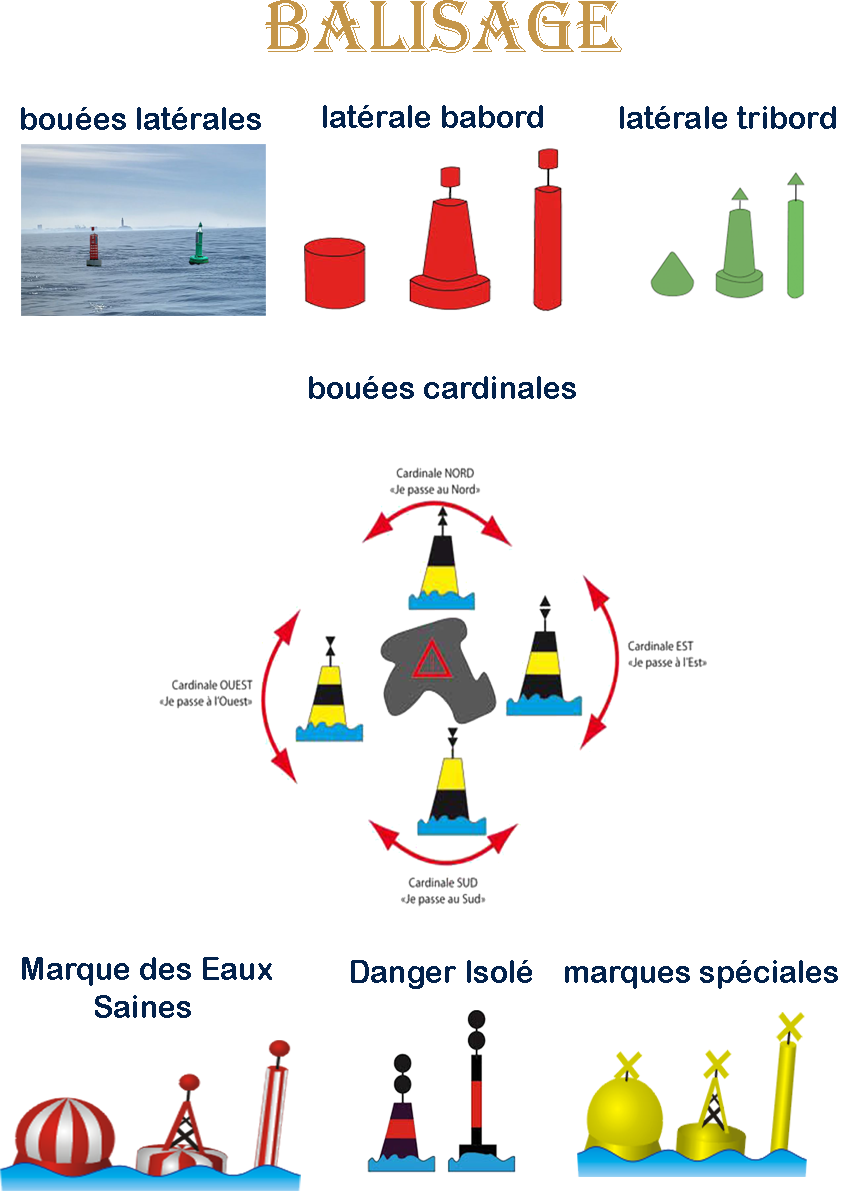 BALISAGE
bouées latérales
latérale babord
latérale tribord
bouées cardinales
Cardinale NORD
«Je passe au Nord»
Cardinale EST
«Je passe à l'Est»
Cardinale OUEST
«Je passe à l'Ouest»
Cardinale SUD
«Je passe au Sud»
Marque des Eaux
Saines
Danger Isolé
marques spéciales